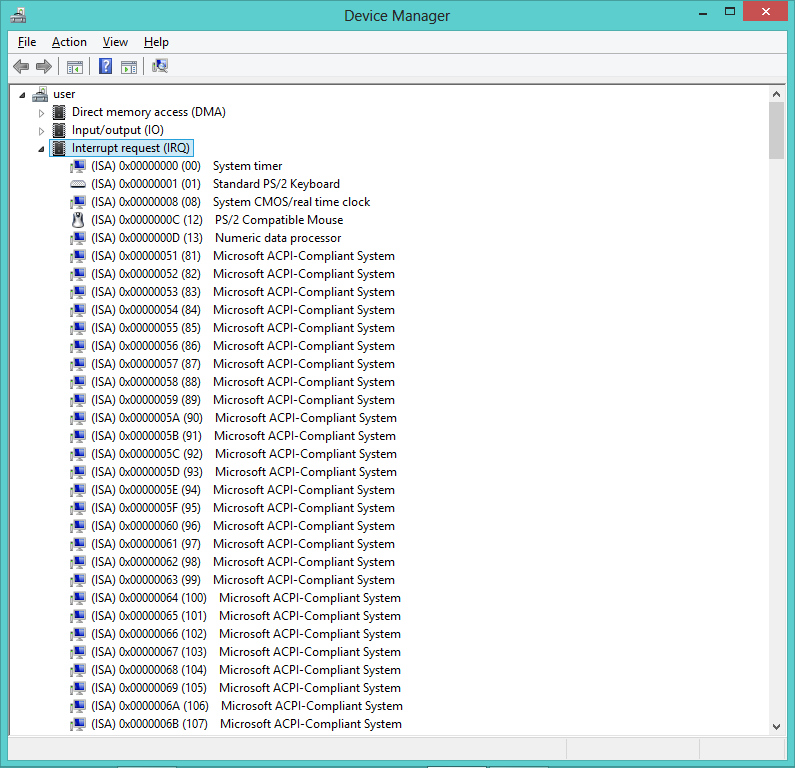 Device Manager
File Action View Help
user
Direct memory access (DMA)
Input/output (IO)
Interrupt request (IRQ)
(ISA) 0x00000000 (00) System timer
(ISA) 0x00000001 (01) Standard PS/2 Keyboard
(ISA) 0x00000008 (08) System CMOS/real time clock
(ISA) 0x0000000C (12) PS/2 Compatible Mouse
(ISA) 0x0000000D (13) Numeric data processor
(ISA) 0x00000051 (81) Microsoft ACPI-Compliant System
(ISA) 0x00000052 (82) Microsoft ACPI-Compliant System
(ISA) 0x00000053 (83) Microsoft ACPI-Compliant System
(ISA) 0x00000054 (84) Microsoft ACPI-Compliant System
(ISA) 0x00000055 (85) Microsoft ACPI-Compliant System
(ISA) 0x00000056 (86) Microsoft ACPI-Compliant System
(ISA) 0x00000057 (87) Microsoft ACPI-Compliant System
(ISA) 0x00000058 (88) Microsoft ACPI-Compliant System
(ISA) 0x00000059 (89) Microsoft ACPI-Compliant System
(ISA) 0x0000005A (90) Microsoft ACPI-Compliant System
(ISA) 0x0000005B (91) Microsoft ACPI-Compliant System
(ISA) 0x0000005C (92) Microsoft ACPI-Compliant System
(ISA) 0x0000005D (93) Microsoft ACPI-Compliant System
(ISA) 0x0000005E (94) Microsoft ACPI-Compliant System
(ISA) 0x0000005F (95) Microsoft ACPI-Compliant System
(ISA) 0x00000060 (96) Microsoft ACPI-Compliant System
(ISA) 0x00000061 (97) Microsoft ACPI-Compliant System
(ISA) 0x00000062 (98) Microsoft ACPI-Compliant System
(ISA) 0x00000063 (99) Microsoft ACPI-Compliant System
(ISA) 0x00000064 (100) Microsoft ACPI-Compliant System
(ISA) 0x00000065 (101) Microsoft ACPI-Compliant System
(ISA) 0x00000066 (102) Microsoft ACPI-Compliant System
(ISA) 0x00000067 (103) Microsoft ACPI-Compliant System
(ISA) 0x00000068 (104) Microsoft ACPI-Compliant System
(ISA) 0x00000069 (105) Microsoft ACPI-Compliant System
(ISA) 0x0000006A (106) Microsoft ACPI-Compliant System
(ISA) 0x0000006B (107) Microsoft ACPI-Compliant System